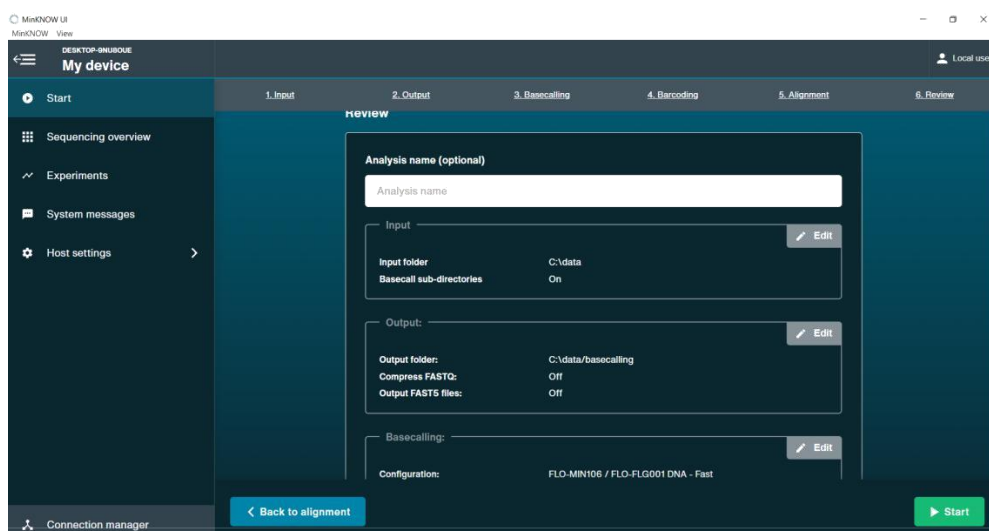 MinKNOW UI
MinKNOW View
DESKTOP-9NU8OUE
My device
Local use
Start
Sequencing overview
Experiments
System messages
Host settings
Connection manager
1. Input 2. Output 3. Basecalling 4. Barcoding 5. Alignment 6. Review
Review
Analysis name (optional)
Analysis name
Input
Edit
Input folder C:\data
Basecall sub-directories On
Output:
Edit
Output folder: C:\data/basecalling
Compress FASTQ: Off
Output FAST5 files: Off
Basecalling:
Edit
Configuration: FLO-MIN106 / FLO-FLG001 DNA - Fast
Back to alignment
Start